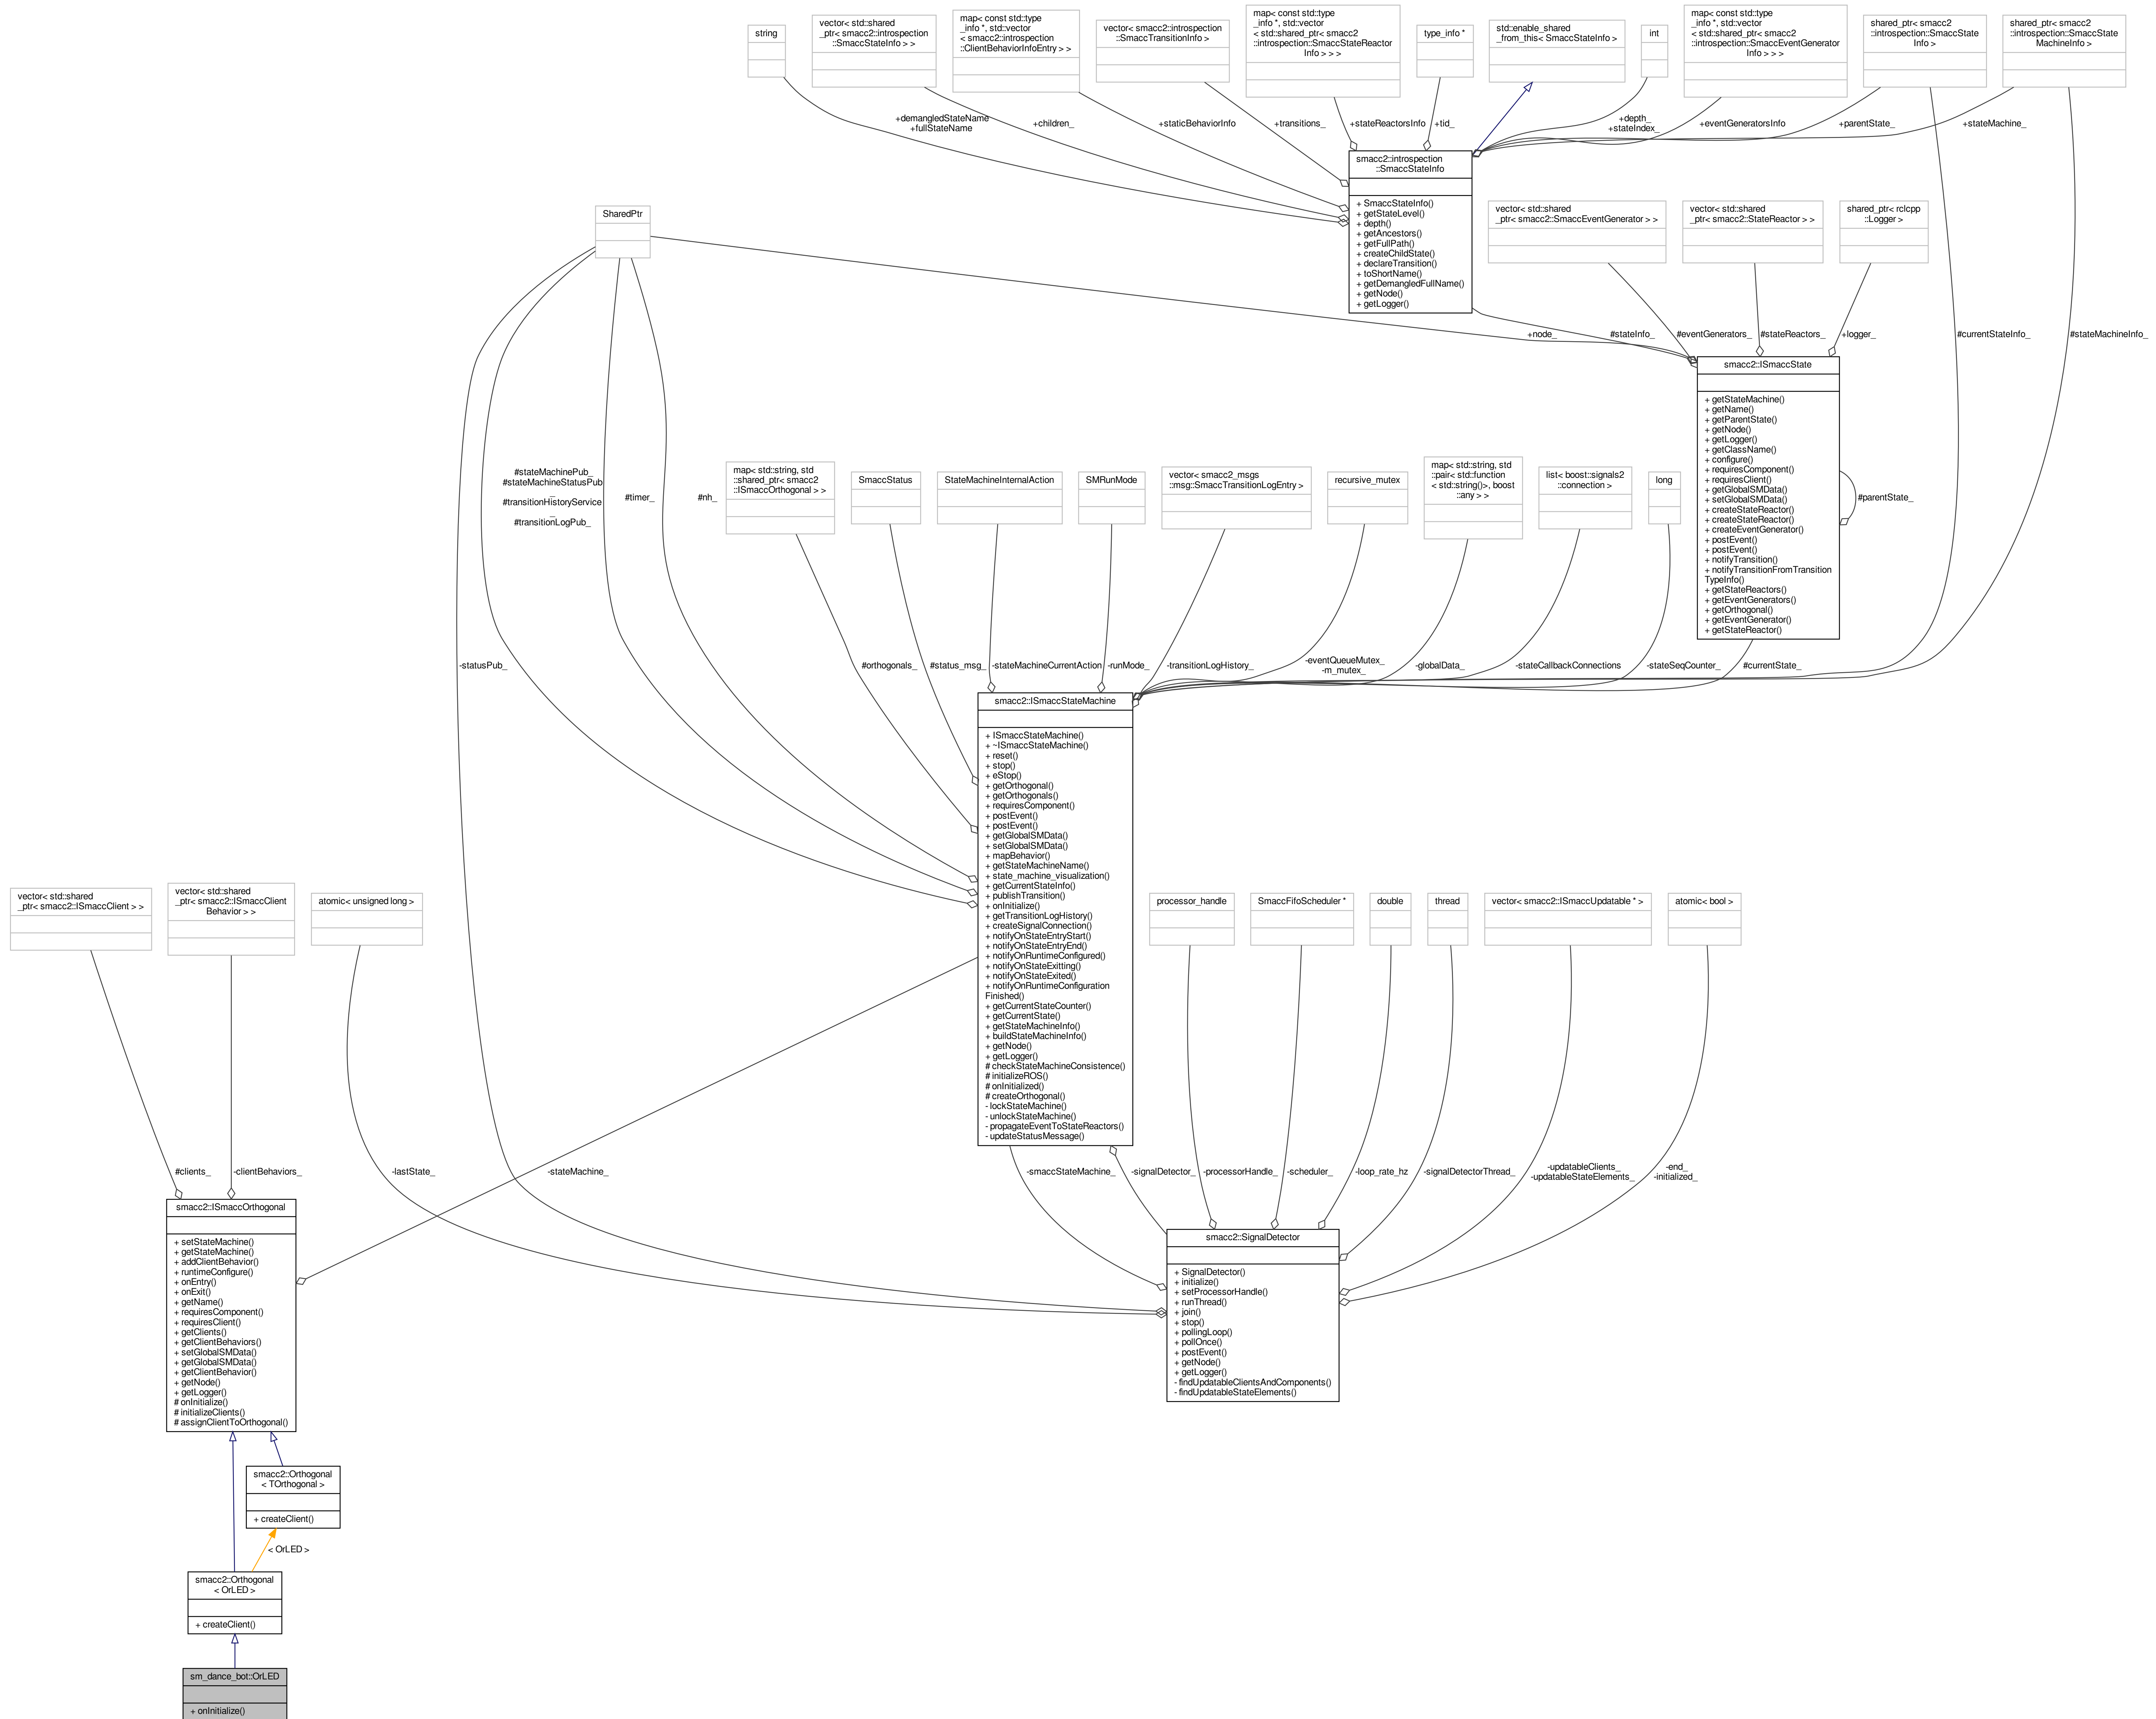 string
vector< std::shared
_ptr< smacc2::introspection
::SmaccStateInfo > >
map< const std::type
_info *, std::vector
< smacc2::introspection
::ClientBehaviorInfoEntry > >
vector< smacc2::introspection
::SmaccTransitionInfo >
map< const std::type
_info *, std::vector
< std::shared_ptr< smacc2
::introspection::SmaccStateReactor
Info > > >
type_info *
std::enable_shared
_from_this< SmaccStateInfo >
int
map< const std::type
_info *, std::vector
< std::shared_ptr< smacc2
::introspection::SmaccEventGenerator
Info > > >
shared_ptr< smacc2
::introspection::SmaccState
Info >
shared_ptr< smacc2
::introspection::SmaccState
MachineInfo >
+demangledStateName
+fullStateName
+children_
+staticBehaviorInfo
+transitions_
+stateReactorsInfo
+tid_
+depth_
+stateIndex_
+eventGeneratorsInfo
+parentState_
+stateMachine_
smacc2::introspection
::SmaccStateInfo
+ SmaccStateInfo()
+ getStateLevel()
+ depth()
+ getAncestors()
+ getFullPath()
+ createChildState()
+ declareTransition()
+ toShortName()
+ getDemangledFullName()
+ getNode()
+ getLogger()
SharedPtr
vector< std::shared
_ptr< smacc2::SmaccEventGenerator > >
vector< std::shared
_ptr< smacc2::StateReactor > >
shared_ptr< rclcpp
::Logger >
+node_
#stateInfo_
#eventGenerators_
#stateReactors_
+logger_
#currentStateInfo_
#stateMachineInfo_
smacc2::ISmaccState
+ getStateMachine()
+ getName()
+ getParentState()
+ getNode()
+ getLogger()
+ getClassName()
+ configure()
+ requiresComponent()
+ requiresClient()
+ getGlobalSMData()
+ setGlobalSMData()
+ createStateReactor()
+ createStateReactor()
+ createEventGenerator()
+ postEvent()
+ postEvent()
+ notifyTransition()
+ notifyTransitionFromTransition
TypeInfo()
+ getStateReactors()
+ getEventGenerators()
+ getOrthogonal()
+ getEventGenerator()
+ getStateReactor()
#parentState_
#stateMachinePub_
#stateMachineStatusPub
_
#transitionHistoryService
_
#transitionLogPub_
#timer_
#nh_
map< std::string, std
::shared_ptr< smacc2
::ISmaccOrthogonal > >
SmaccStatus
StateMachineInternalAction
SMRunMode
vector< smacc2_msgs
::msg::SmaccTransitionLogEntry >
recursive_mutex
map< std::string, std
::pair< std::function
< std::string()>, boost
::any > >
list< boost::signals2
::connection >
long
-statusPub_
#orthogonals_
#status_msg_
-stateMachineCurrentAction
-runMode_
-transitionLogHistory_
-eventQueueMutex_
-m_mutex_
-globalData_
-stateCallbackConnections
-stateSeqCounter_
#currentState_
smacc2::ISmaccStateMachine
+ ISmaccStateMachine()
+ ~ISmaccStateMachine()
+ reset()
+ stop()
+ eStop()
+ getOrthogonal()
+ getOrthogonals()
+ requiresComponent()
+ postEvent()
+ postEvent()
+ getGlobalSMData()
+ setGlobalSMData()
+ mapBehavior()
+ getStateMachineName()
+ state_machine_visualization()
+ getCurrentStateInfo()
+ publishTransition()
+ onInitialize()
+ getTransitionLogHistory()
+ createSignalConnection()
+ notifyOnStateEntryStart()
+ notifyOnStateEntryEnd()
+ notifyOnRuntimeConfigured()
+ notifyOnStateExitting()
+ notifyOnStateExited()
+ notifyOnRuntimeConfiguration
Finished()
+ getCurrentStateCounter()
+ getCurrentState()
+ getStateMachineInfo()
+ buildStateMachineInfo()
+ getNode()
+ getLogger()
# checkStateMachineConsistence()
# initializeROS()
# onInitialized()
# createOrthogonal()
- lockStateMachine()
- unlockStateMachine()
- propagateEventToStateReactors()
- updateStatusMessage()
vector< std::shared
_ptr< smacc2::ISmaccClient > >
vector< std::shared
_ptr< smacc2::ISmaccClient
Behavior > >
atomic< unsigned long >
processor_handle
SmaccFifoScheduler *
double
thread
vector< smacc2::ISmaccUpdatable * >
atomic< bool >
#clients_
-clientBehaviors_
-lastState_
-stateMachine_
-smaccStateMachine_
-signalDetector_
-processorHandle_
-scheduler_
-loop_rate_hz
-signalDetectorThread_
-updatableClients_
-updatableStateElements_
-end_
-initialized_
smacc2::ISmaccOrthogonal
+ setStateMachine()
+ getStateMachine()
+ addClientBehavior()
+ runtimeConfigure()
+ onEntry()
+ onExit()
+ getName()
+ requiresComponent()
+ requiresClient()
+ getClients()
+ getClientBehaviors()
+ setGlobalSMData()
+ getGlobalSMData()
+ getClientBehavior()
+ getNode()
+ getLogger()
# onInitialize()
# initializeClients()
# assignClientToOrthogonal()
smacc2::SignalDetector
+ SignalDetector()
+ initialize()
+ setProcessorHandle()
+ runThread()
+ join()
+ stop()
+ pollingLoop()
+ pollOnce()
+ postEvent()
+ getNode()
+ getLogger()
- findUpdatableClientsAndComponents()
- findUpdatableStateElements()
smacc2::Orthogonal
< TOrthogonal >
+ createClient()
< OrLED >
smacc2::Orthogonal
< OrLED >
+ createClient()
sm_dance_bot::OrLED
+ onInitialize()